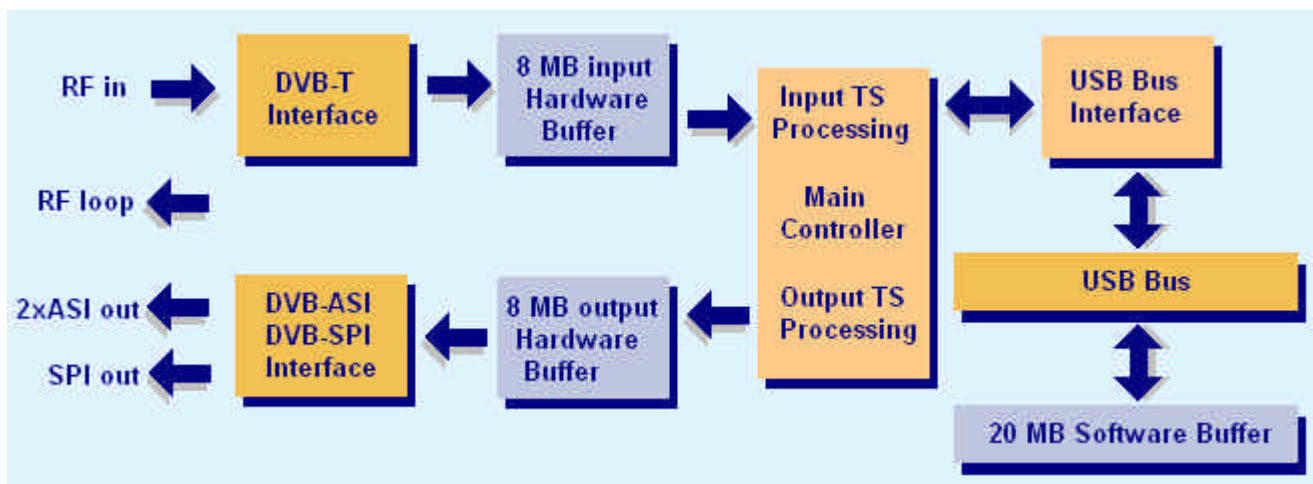 RF in
DVB-T
Interface
8 MB input
Hardware
Buffer
Input TS
Processing
Main
Controller
Output TS
Processing
USB Bus
Interface
RF loop
2xASI out
SPI out
DVB-ASI
DVB-SPI
Interface
8 MB output
Hardware
Buffer
USB Bus
20 MB Software Buffer